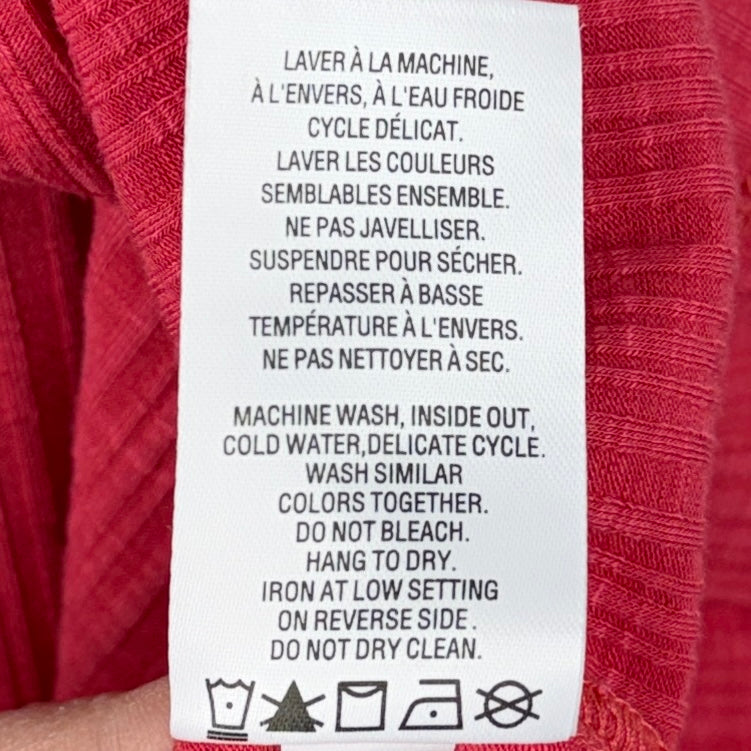 LAVER À LA MACHINE,
À L'ENVERS, À L'EAU FROIDE
CYCLE DÉLICAT.
LAVER LES COULEURS
SEMBLABLES ENSEMBLE.
NE PAS JAVELLISER.
SUSPENDRE POUR SÉCHER.
REPASSER À BASSE
TEMPÉRATURE À L'ENVERS.
NE PAS NETTOYER À SEC.
MACHINE WASH, INSIDE OUT,
COLD WATER,DELICATE CYCLE.
WASH SIMILAR
COLORS TOGETHER.
DO NOT BLEACH.
HANG TO DRY.
IRON AT LOW SETTING
ON REVERSE SIDE.
DO NOT DRY CLEAN.